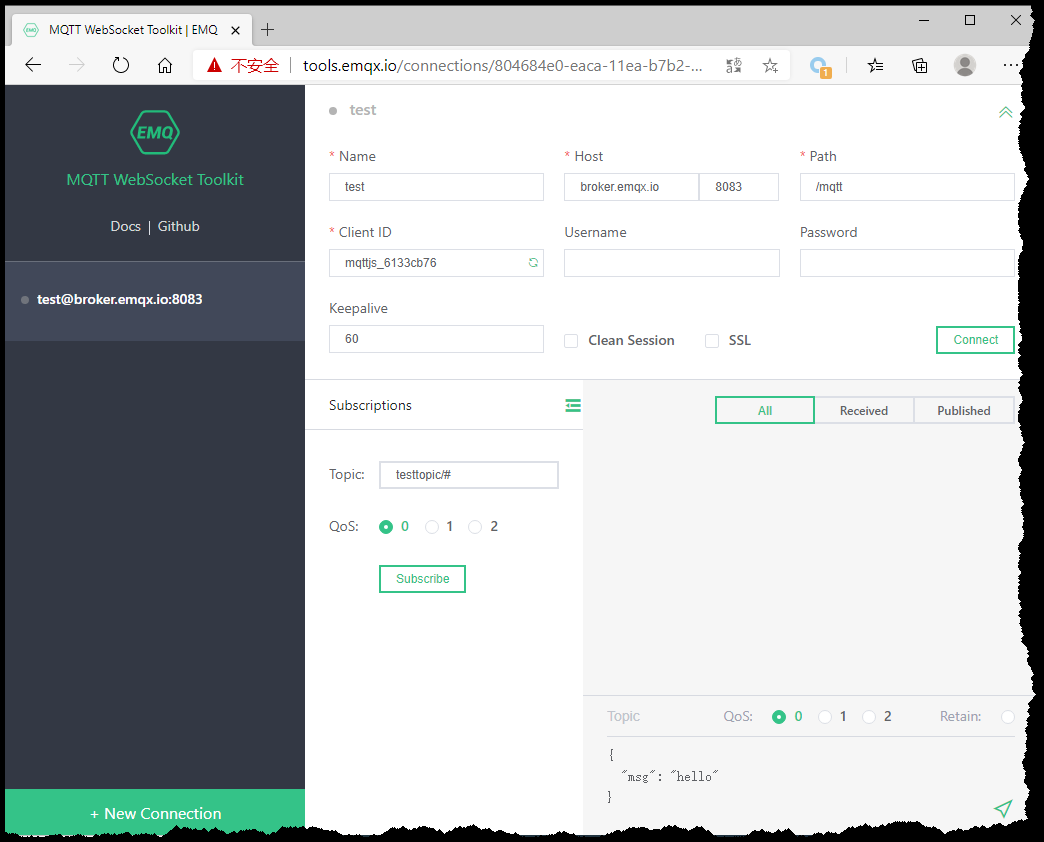 MQTT WebSocket Toolkit | EMQ
不安全 | tools.emqx.io/connections/804684e0-eaca-11ea-b7b2-...
1
EMQ
MQTT WebSocket Toolkit
Docs | Github
test@broker.emqx.io:8083
+ New Connection
test
* Name
* Host
* Path
test
broker.emqx.io
8083
/mqtt
* Client ID
Username
Password
mqttjs_6133cb76
Keepalive
60
Clean Session
SSL
Connect
Subscriptions
Topic:
testtopic/#
QoS: 0 1 2
Subscribe
All
Received
Published
Topic
QoS: 0 1 2
Retain:
{
"msg": "hello"
}